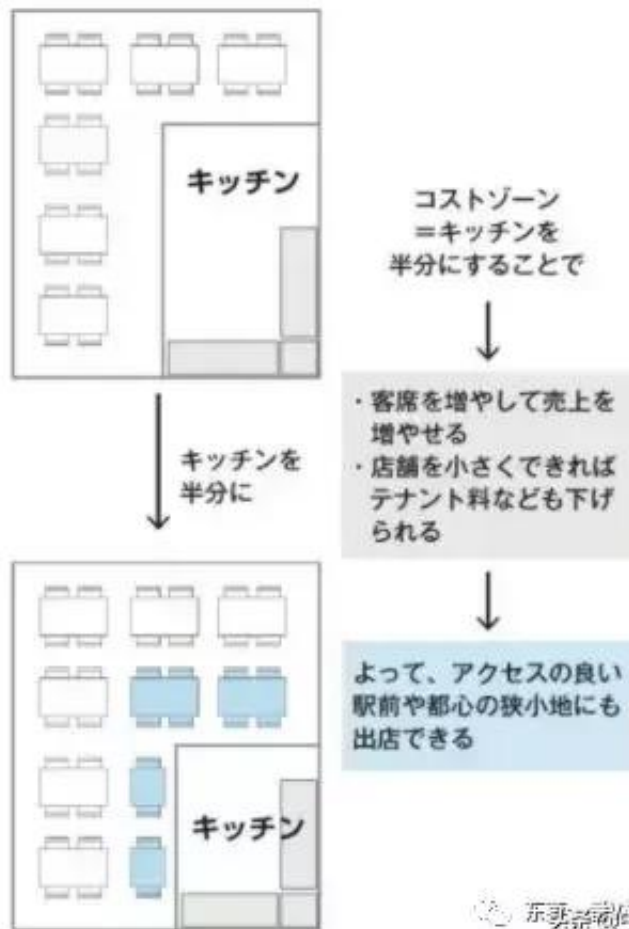 キッチン
コストゾーン
=キッチンを
半分にすることで
・客席を増やして売上を
増やせる
・店舗を小さくできれば
テナント料なども下げ
られる
キッチンを
半分に
よって、アクセスの良い
駅前や都心の狭小地にも
出店できる
キッチン